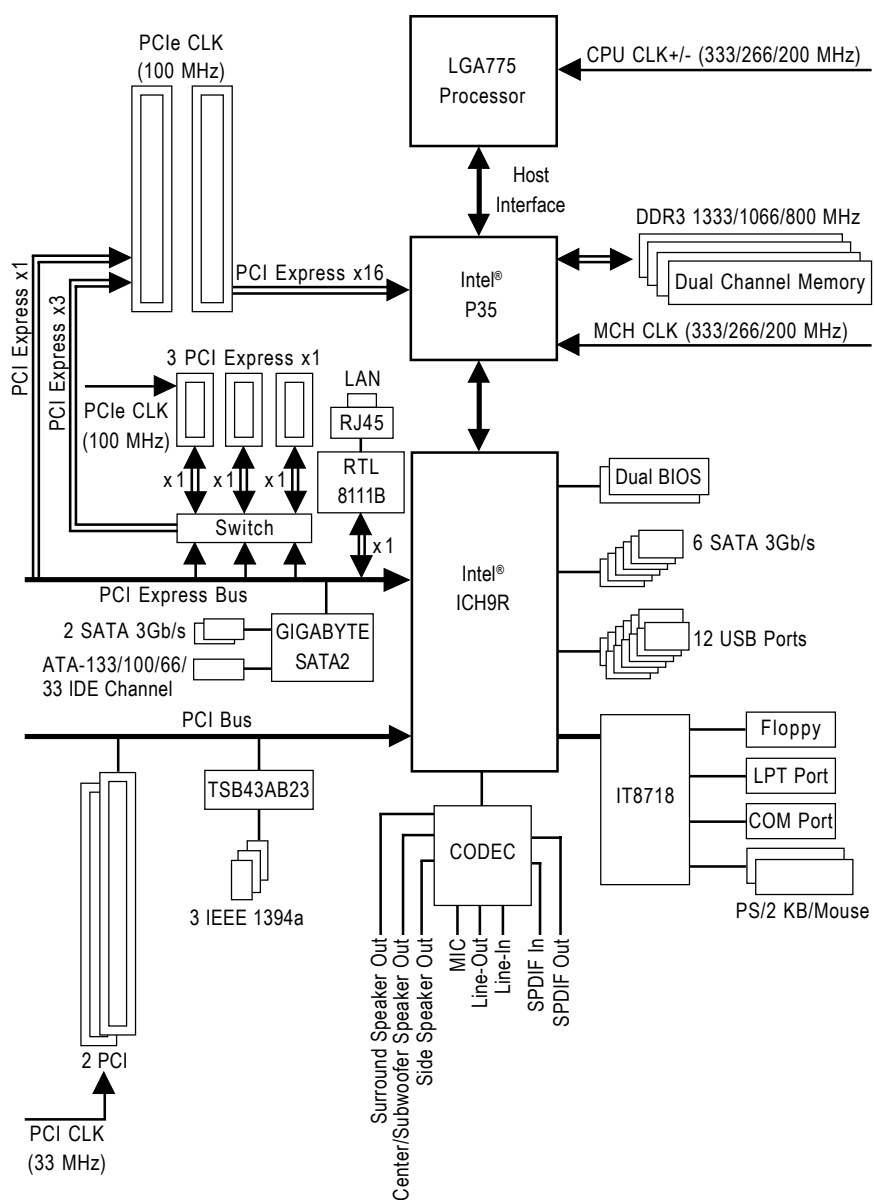 PCIe CLK
(100 MHz)
LGA775
Processor
CPU CLK+/- (333/266/200 MHz)
Host
Interface
DDR3 1333/1066/800 MHz
Dual Channel Memory
PCI Express x1
PCI Express x3
PCI Express x16
Intel®
P35
MCH CLK (333/266/200 MHz)
3 PCI Express x1
PCIe CLK
(100 MHz)
LAN
RJ45
RTL
8111B
x1
x1
x1
x1
Switch
PCI Express Bus
Intel®
ICH9R
Dual BIOS
6 SATA 3Gb/s
12 USB Ports
2 SATA 3Gb/s
GIGABYTE
SATA2
ATA-133/100/66/
33 IDE Channel
PCI Bus
TSB43AB23
3 IEEE 1394a
2 PCI
PCI CLK
(33 MHz)
IT8718
Floppy
LPT Port
COM Port
PS/2 KB/Mouse
CODEC
Surround Speaker Out
Center/Subwoofer Speaker Out
Side Speaker Out
MIC
Line-Out
Line-In
SPDIF In
SPDIF Out